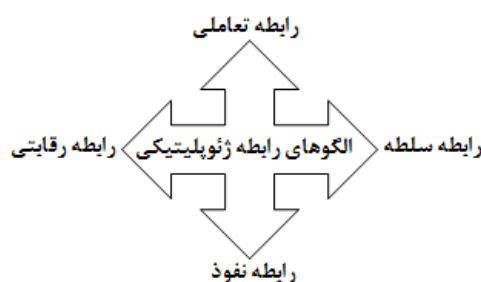 رابطه تعاملی
رابطه سلطه
الگوهای رابطه ژئوپلیتیکی
رابطه رقابتی
رابطه نفوذ